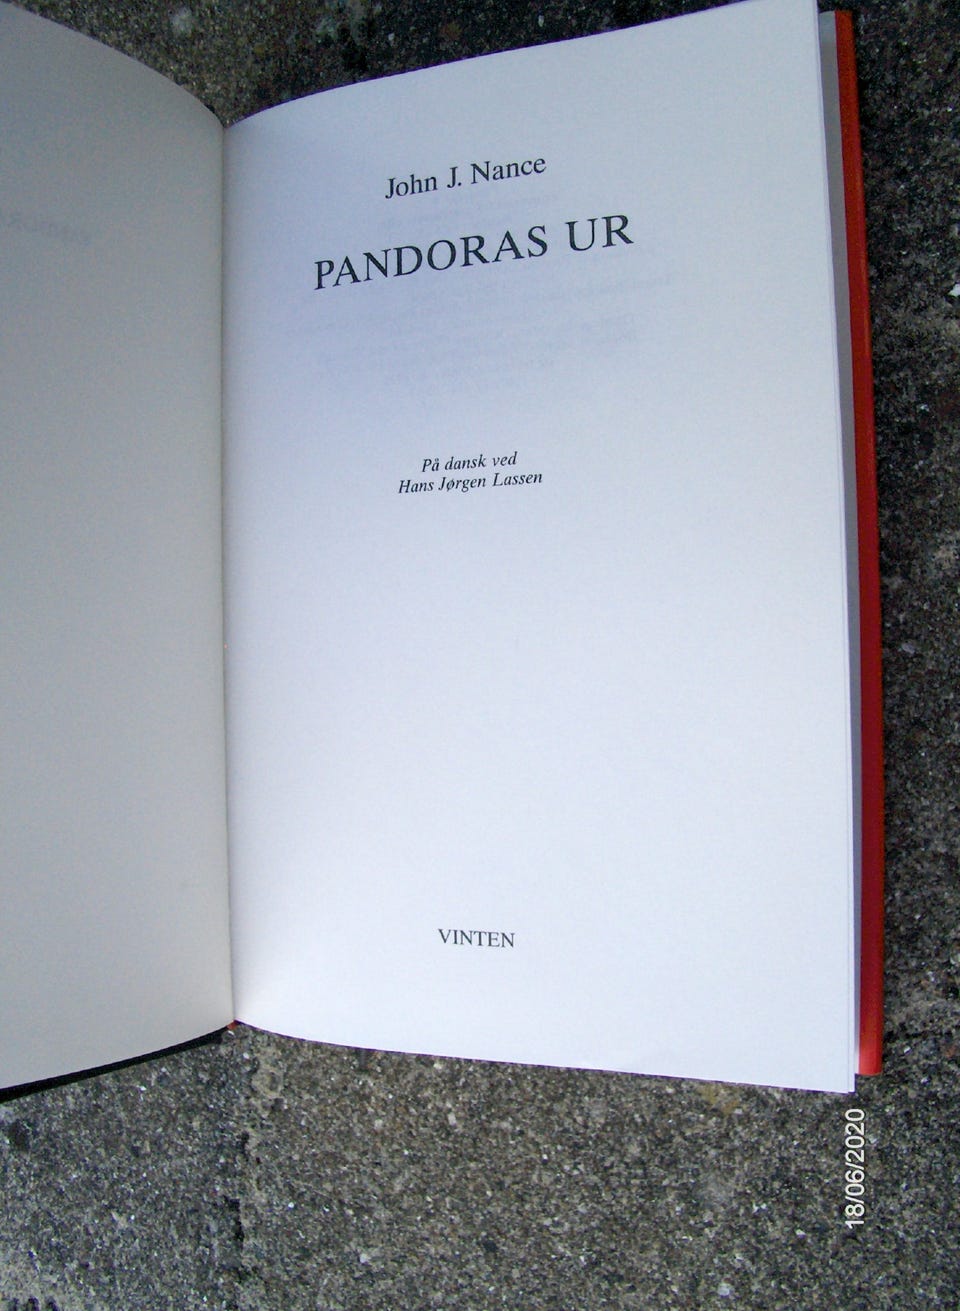 John J. Nance
PANDORAS UR
På dansk ved
Hans Jørgen Lassen
VINTEN
18/06/2020